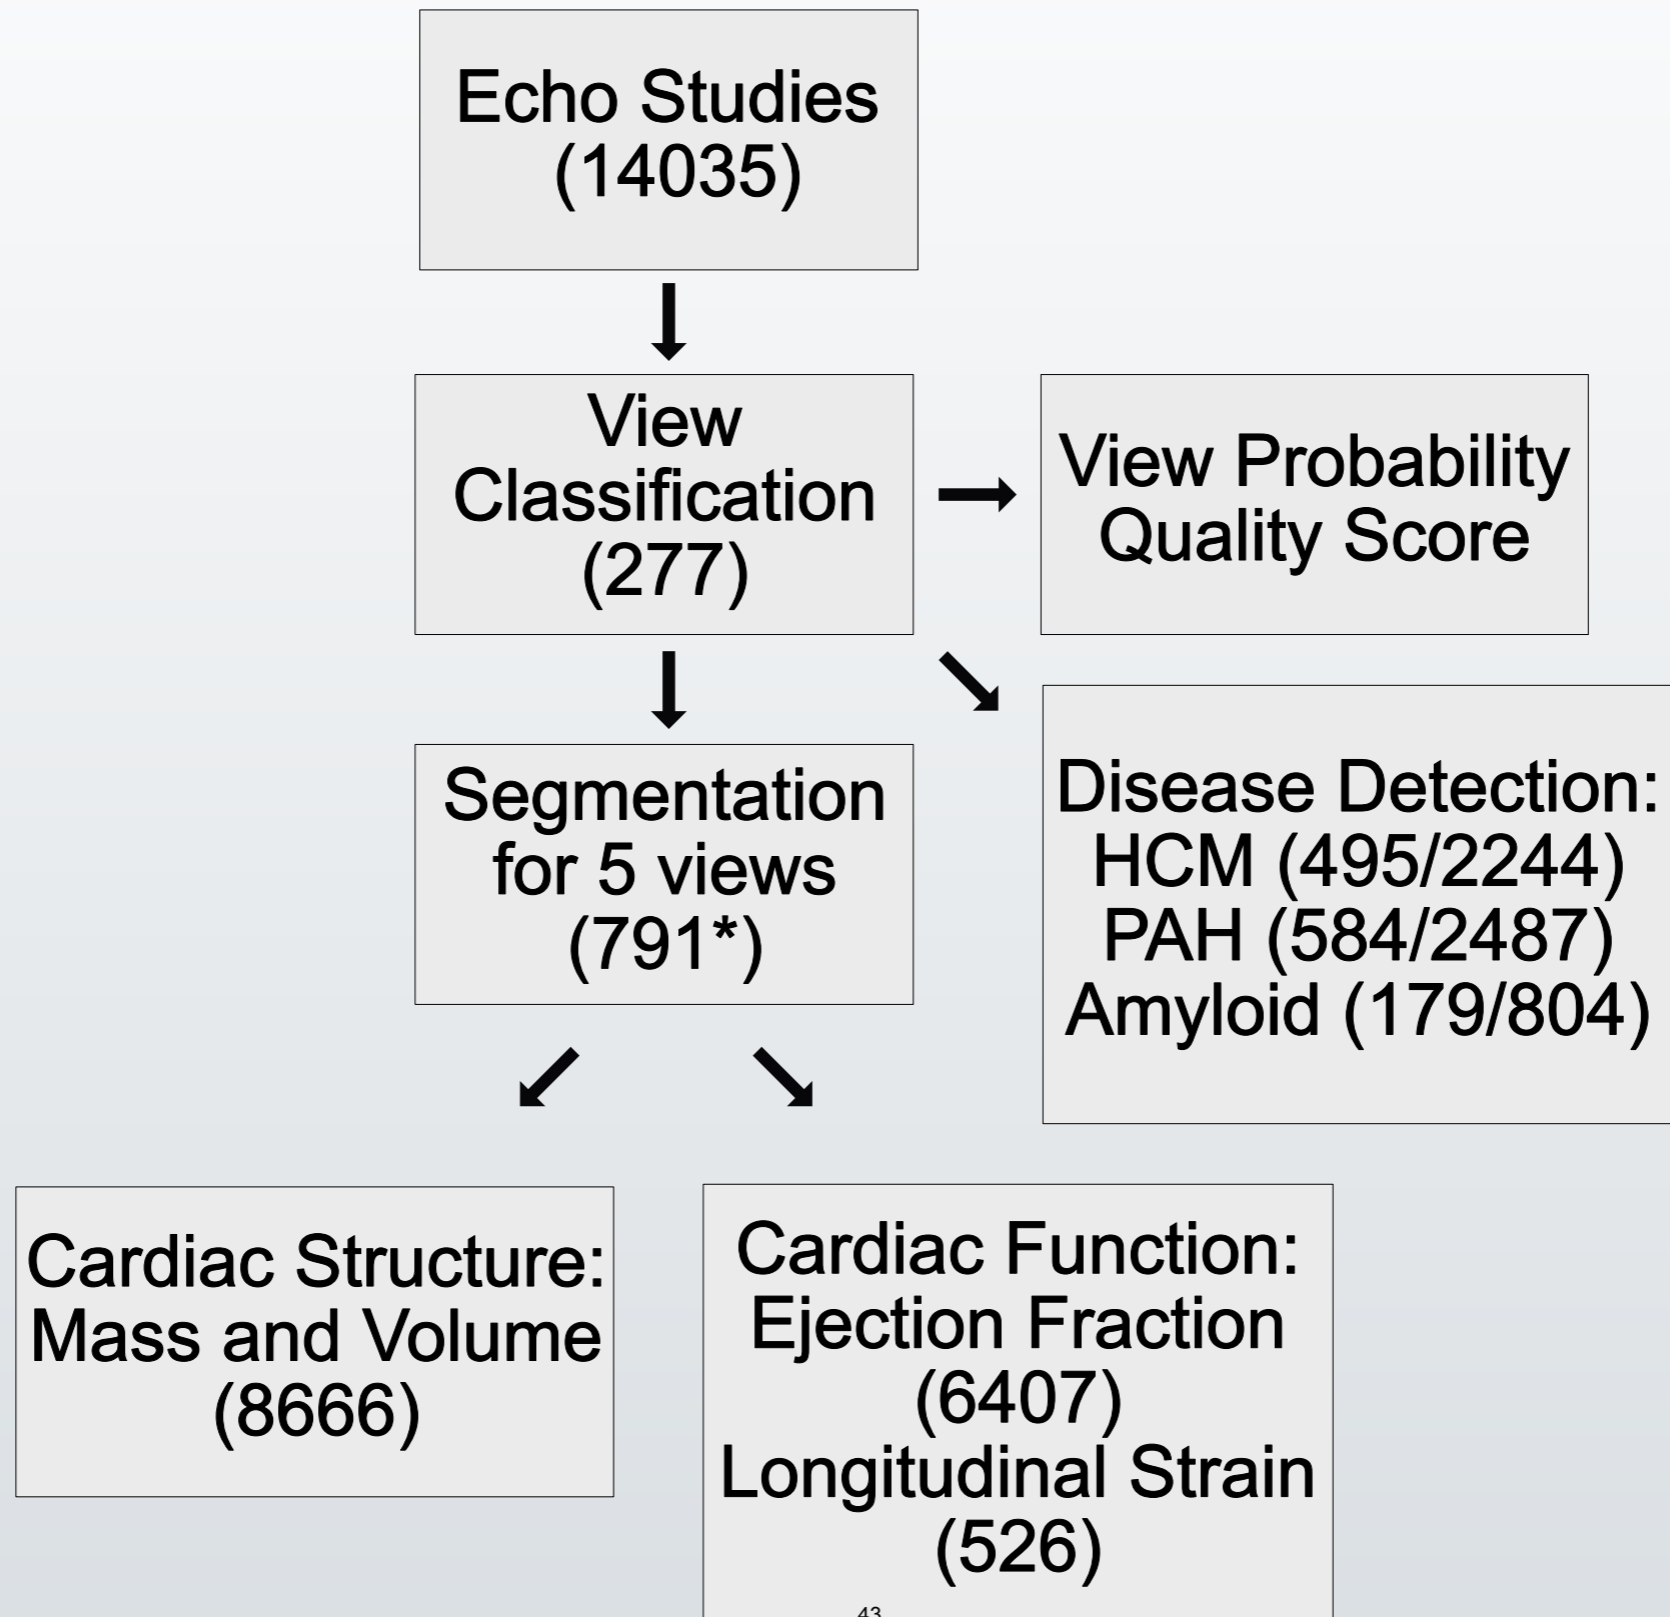 Echo Studies
(14035)
View
Classification
(277)
View Probability
Quality Score
Segmentation
for 5 views
(791*)
Disease Detection:
HCM (495/2244)
PAH (584/2487)
Amyloid (179/804)
Cardiac Structure:
Mass and Volume
(8666)
Cardiac Function:
Ejection Fraction
(6407)
Longitudinal Strain
(526)
43